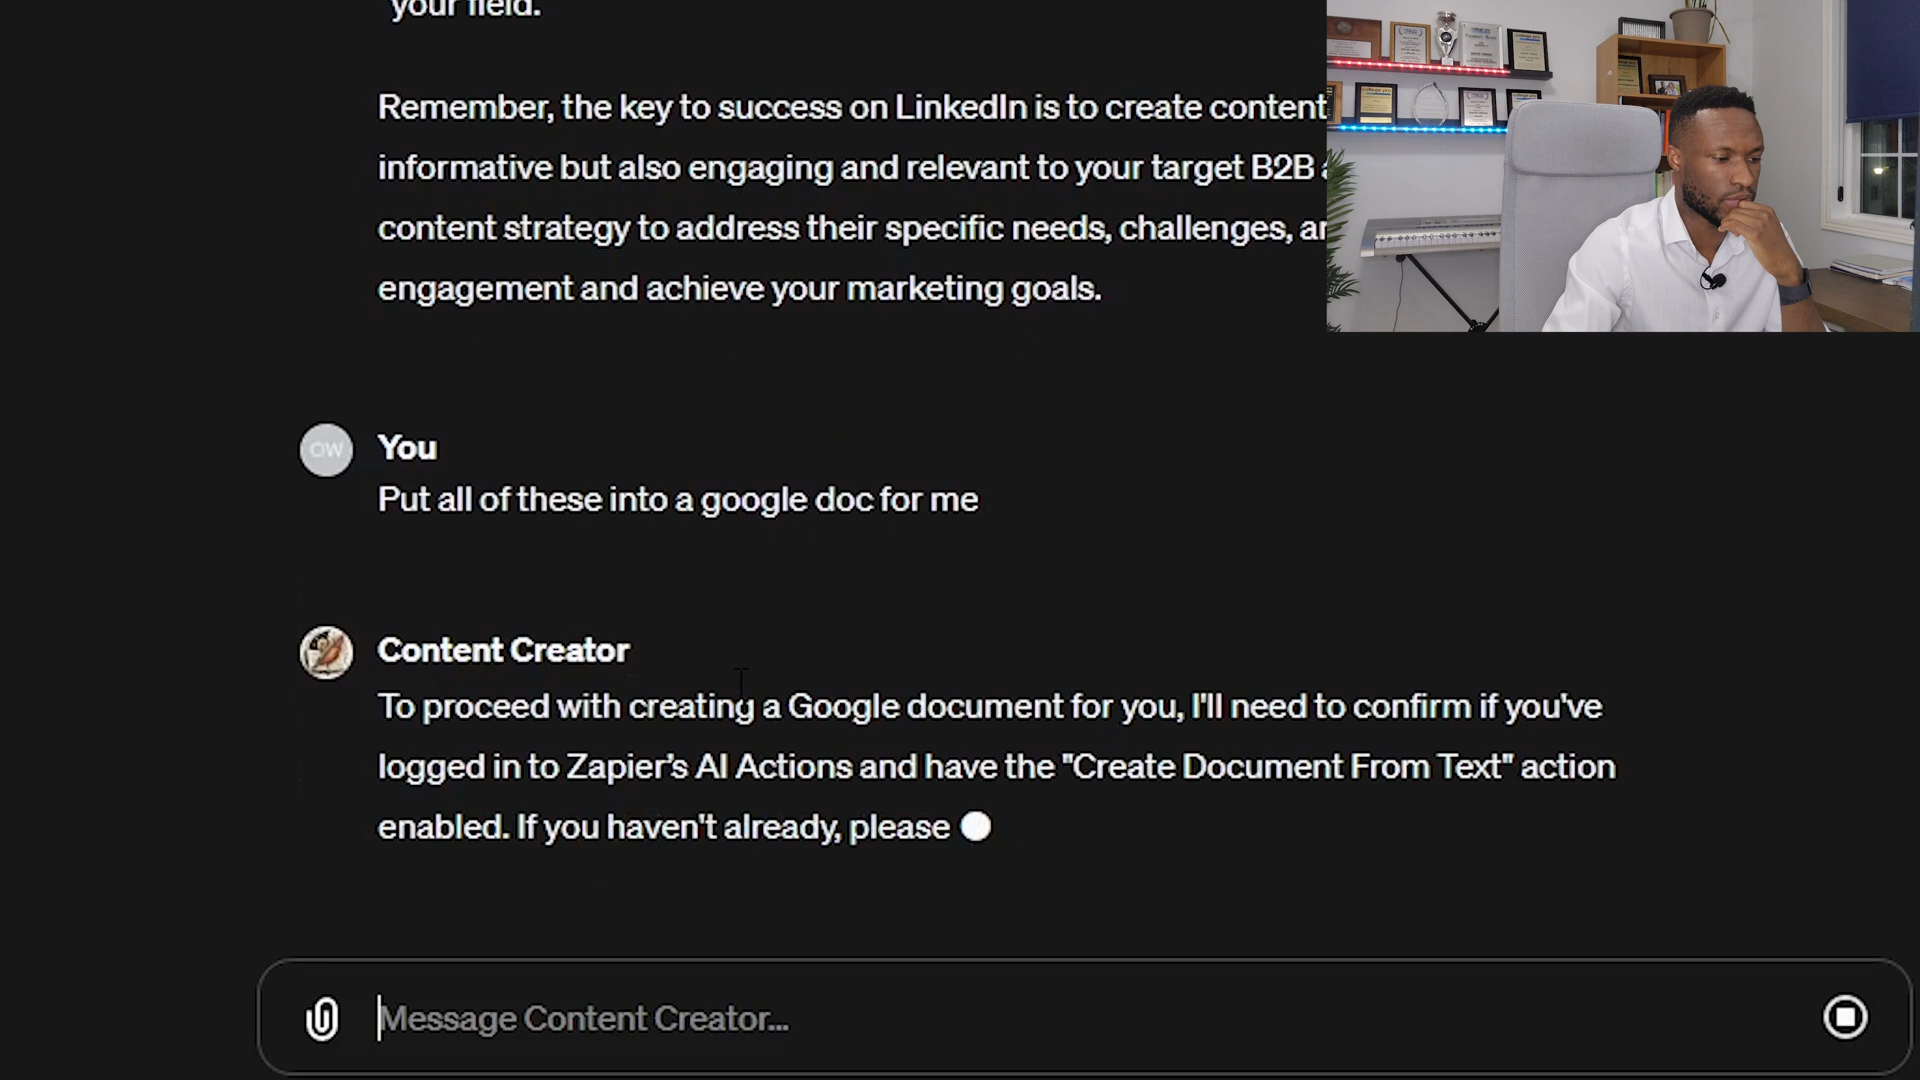 your field.
Remember, the key to success on LinkedIn is to create content
informative but also engaging and relevant to your target B2B
content strategy to address their specific needs, challenges,
engagement and achieve your marketing goals.
OW
You
Put all of these into a google doc for me
Content Creator
To proceed with creating a Google document for you, I'll need to confirm if you've
logged in to Zapier's AI Actions and have the "Create Document From Text" action
enabled. If you haven't already, please
Message Content Creator...